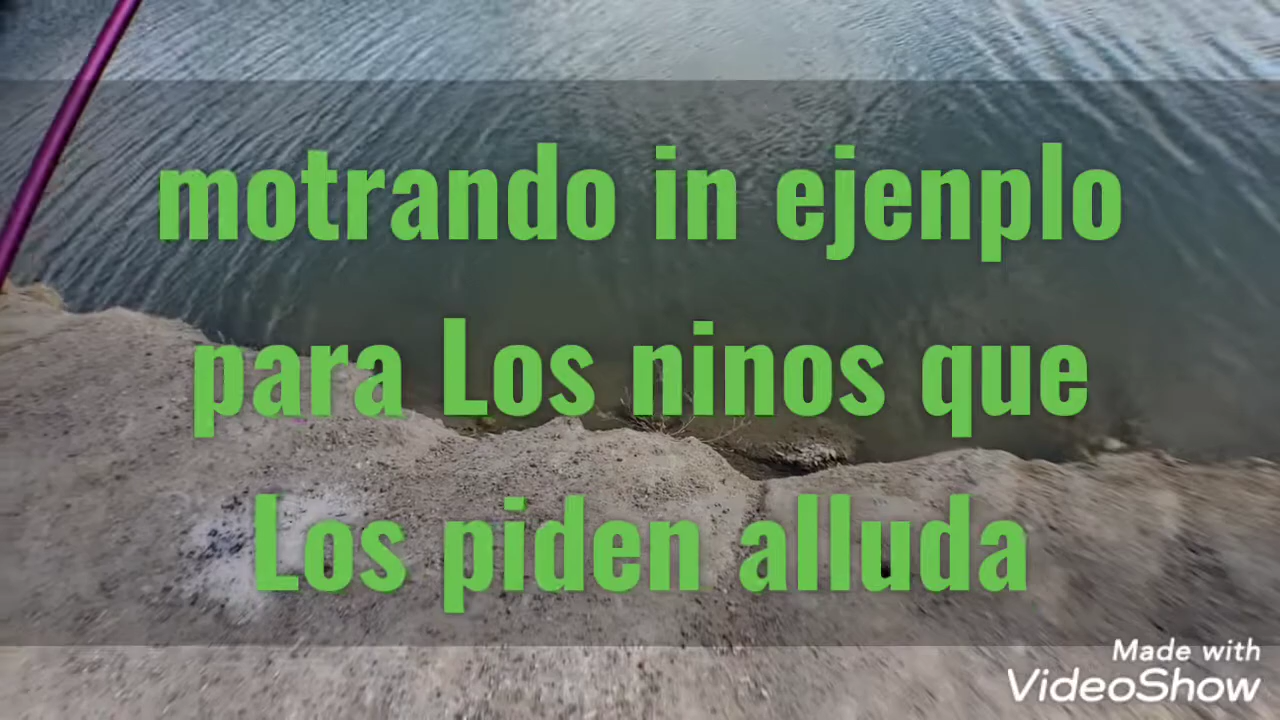 motrando in ejenplo
para Los ninos que
Los piden alluda
Made with
VideoShow